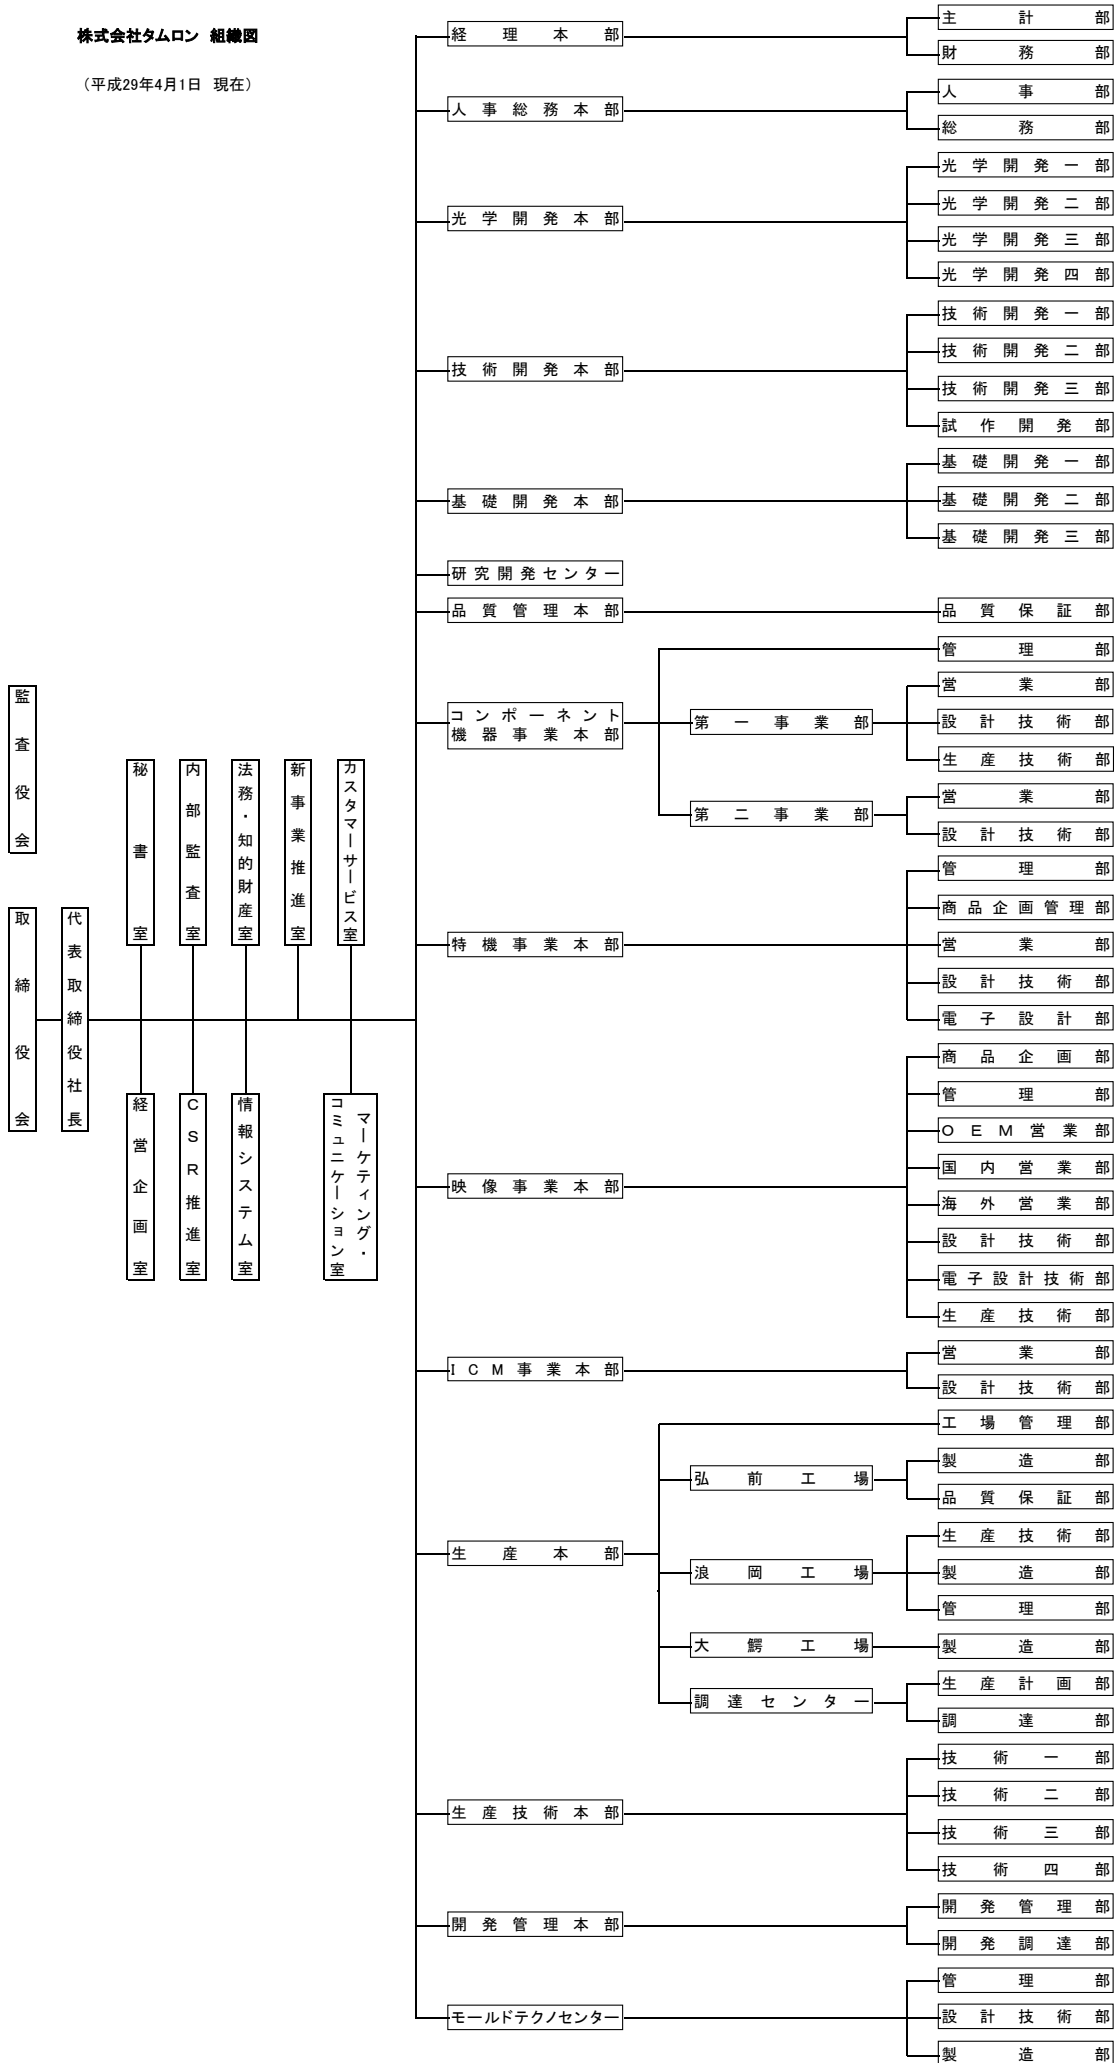 株式会社タムロン 組織図
（平成29年4月1日 現在）
監査役会
取締役会
代表取締役社長
秘書室
内部監査室
法務・知的財産室
新事業推進室
カスタマーサービス室
経営企画室
CSR推進室
情報システム室
マーケティング・
コミュニケーション室
経理本部
主計部
財務部
人事総務本部
人事部
総務部
光学開発本部
光学開発一部
光学開発二部
光学開発三部
光学開発四部
技術開発本部
技術開発一部
技術開発二部
技術開発三部
試作開発部
基礎開発本部
基礎開発一部
基礎開発二部
基礎開発三部
研究開発センター
品質管理本部
品質保証部
コンポーネント
機器事業本部
管理部
第一事業部
営業部
設計技術部
生産技術部
第二事業部
営業部
設計技術部
特機事業本部
管理部
商品企画管理部
営業部
設計技術部
電子設計部
映像事業本部
商品企画部
管理部
OEM営業部
国内営業部
海外営業部
設計技術部
電子設計技術部
生産技術部
ICM事業本部
営業部
設計技術部
生産本部
工場管理部
弘前工場
製造部
品質保証部
浪岡工場
生産技術部
製造部
管理部
大鰐工場
製造部
調達センター
生産計画部
調達部
生産技術本部
技術一部
技術二部
技術三部
技術四部
開発管理本部
開発管理部
開発調達部
モールドテクノセンター
管理部
設計技術部
製造部